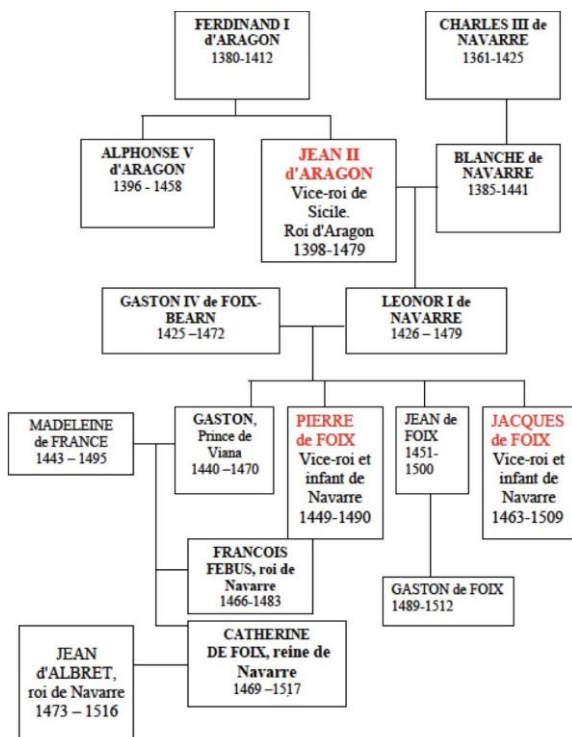 FERDINAND I
d'ARAGON
1380-1412
CHARLES III de
NAVARRE
1361-1425
ALPHONSE V
d'ARAGON
1396 - 1458
JEAN II
d'ARAGON
Vice-roi de
Sicile.
Roi d'Aragon
1398-1479
BLANCHE de
NAVARRE
1385-1441
GASTON IV de FOIX-
BEARN
1425 –1472
LEONOR I de
NAVARRE
1426 – 1479
MADELEINE
de FRANCE
1443 – 1495
GASTON,
Prince de
Viana
1440 –1470
PIERRE
de FOIX
Vice-roi et
infant de
Navarre
1449-1490
JEAN de
FOIX
1451-
1500
JACQUES
de FOIX
Vice-roi et
infant de
Navarre
1463-1509
FRANCOIS
FEBUS, roi de
Navarre
1466-1483
GASTON de FOIX
1489-1512
JEAN
d'ALBRET,
roi de Navarre
1473 – 1516
CATHERINE
DE FOIX, reine de
Navarre
1469 –1517